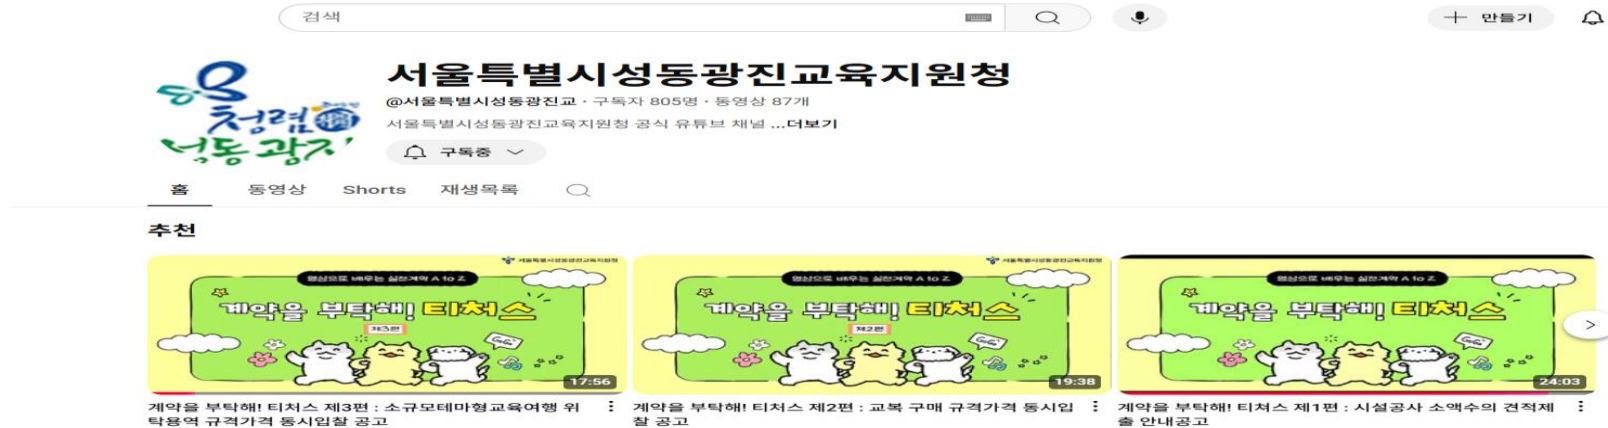 검색
만들기
청렴
성동광진
서울특별시성동광진교육지원청
@서울특별시성동광진교 · 구독자 805명 · 동영상 87개
서울특별시성동광진교육지원청 공식 유튜브 채널 ...더보기
구독중
홈 동영상 Shorts 재생목록
추천
서울특별시성동광진교육지원청
영상으로 배우는 실전계약 A to Z
계약을 부탁해! 티처스
제3편
17:56
계약을 부탁해! 티처스 제3편 : 소규모테마형교육여행 위
탁용역 규격가격 동시입찰 공고
서울특별시성동광진교육지원청
영상으로 배우는 실전계약 A to Z
계약을 부탁해! 티처스
제2편
19:38
계약을 부탁해! 티처스 제2편 : 교복 구매 규격가격 동시입
찰 공고
영상으로 배우는 실전계약 A to Z
계약을 부탁해! 티처스
24:03
계약을 부탁해! 티쳐스 제1편 : 시설공사 소액수의 견적제
출 안내공고